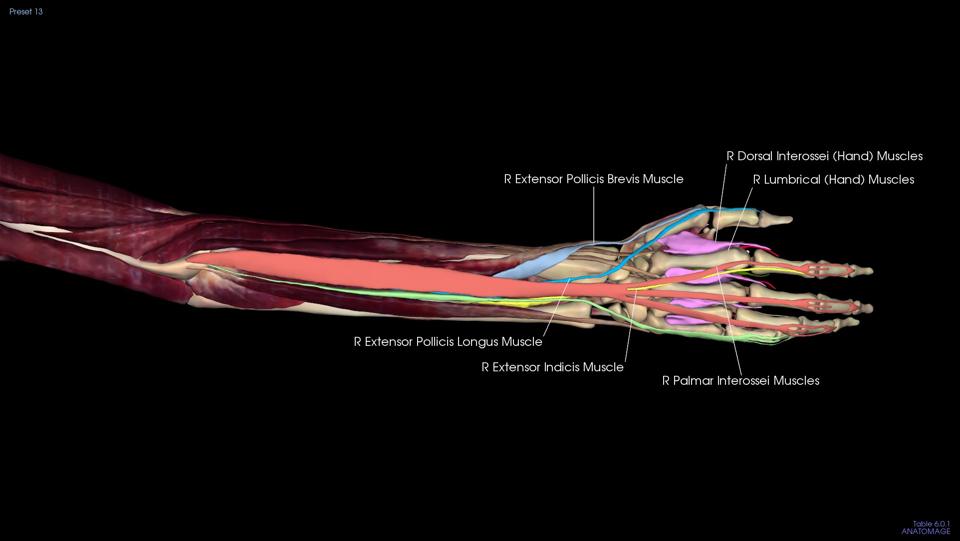 Preset 13
R Dorsal Interossei (Hand) Muscles
R Extensor Pollicis Brevis Muscle
R Lumbrical (Hand) Muscles
R Extensor Pollicis Longus Muscle
R Extensor Indicis Muscle
R Palmar Interossei Muscles
Table 6.0.1
ANATOMAGE